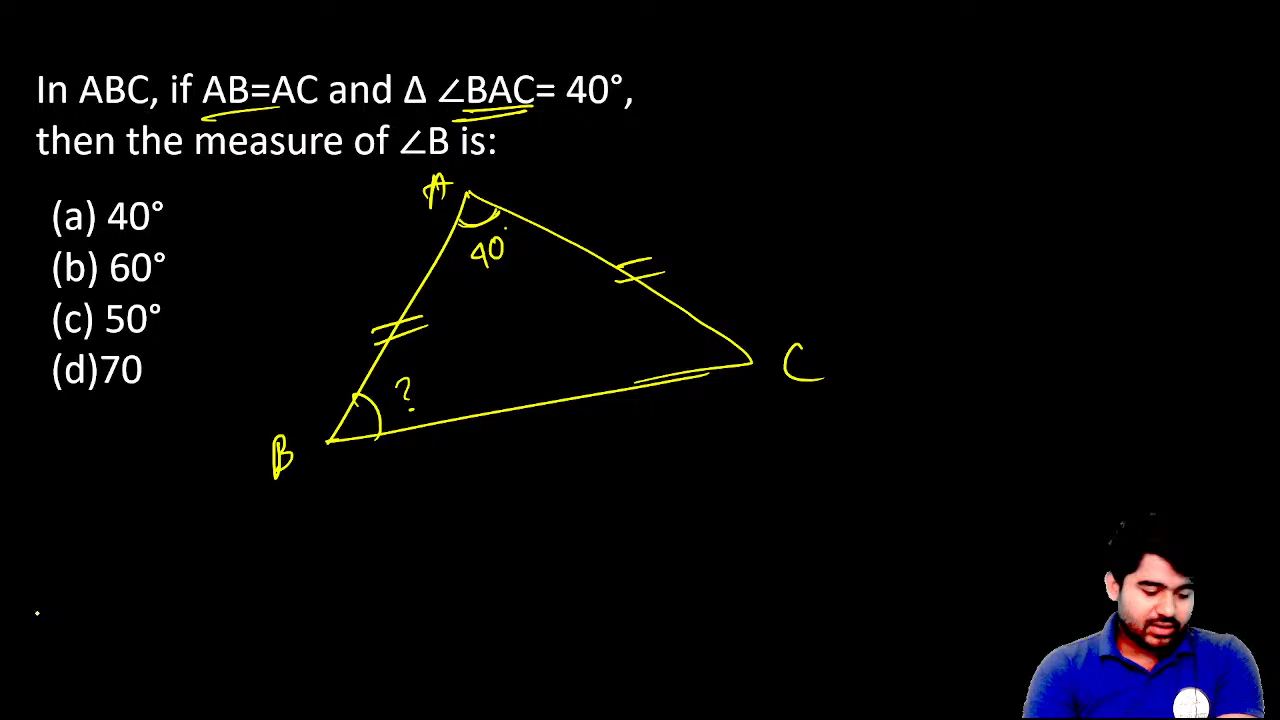 In ABC, if AB=AC and Δ ∠BAC= 40°,
then the measure of ∠B is:
(a) 40°
(b) 60°
(c) 50°
(d)70
A
40°
?
B
C